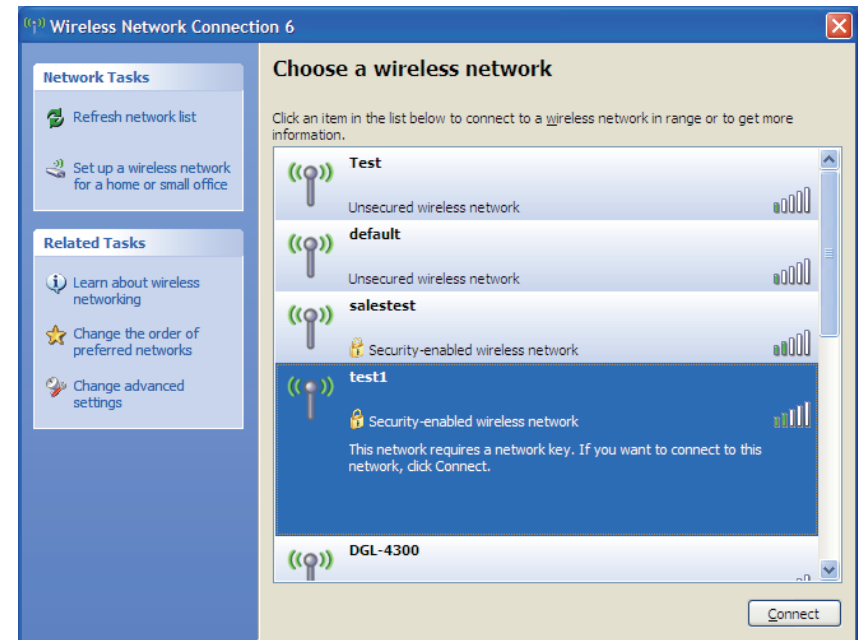 Wireless Network Connection 6
Network Tasks
Refresh network list
Set up a wireless network
for a home or small office
Related Tasks
Learn about wireless
networking
Change the order of
preferred networks
Change advanced
settings
Choose a wireless network
Click an item in the list below to connect to a wireless network in range or to get more
information.
Test
Unsecured wireless network
default
Unsecured wireless network
salestest
Security-enabled wireless network
test1
Security-enabled wireless network
This network requires a network key. If you want to connect to this
network, click Connect.
DGL-4300
Connect